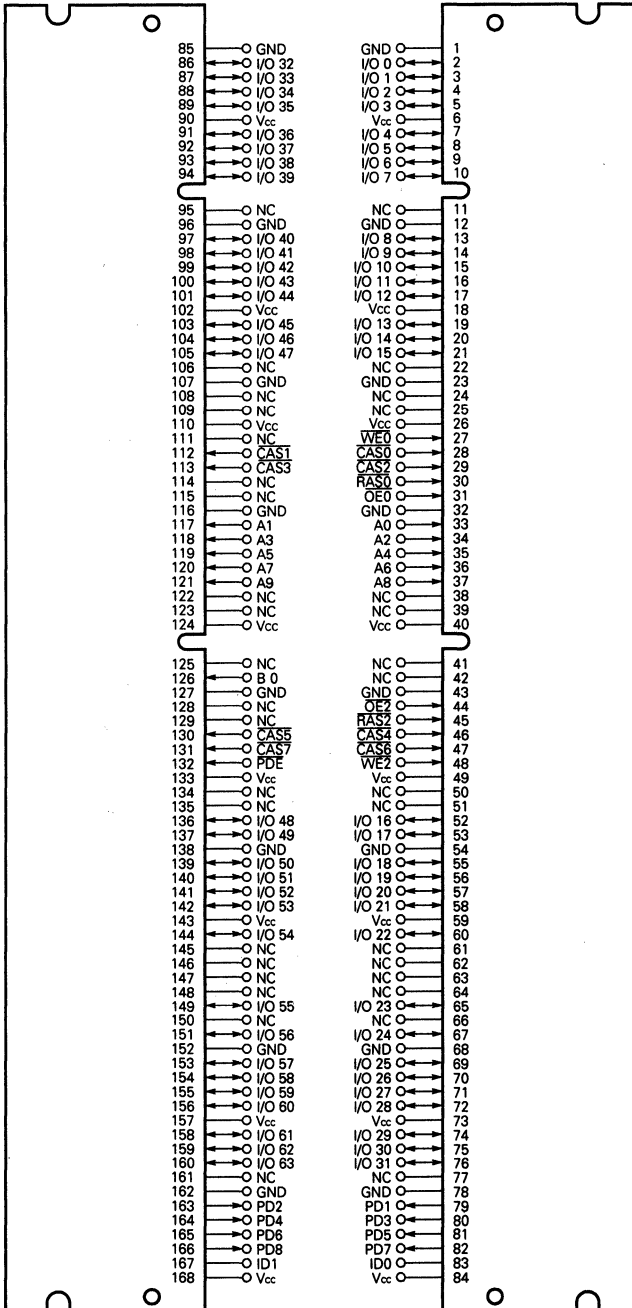 85 GND GND 1
86 I/O 32 I/O 0 2
87 I/O 33 I/O 1 3
88 I/O 34 I/O 2 4
89 I/O 35 I/O 3 5
90 Vcc Vcc 6
91 I/O 36 I/O 4 7
92 I/O 37 I/O 5 8
93 I/O 38 I/O 6 9
94 I/O 39 I/O 7 10
95 NC NC 11
96 GND GND 12
97 I/O 40 I/O 8 13
98 I/O 41 I/O 9 14
99 I/O 42 I/O 10 15
100 I/O 43 I/O 11 16
101 I/O 44 I/O 12 17
102 Vcc Vcc 18
103 I/O 45 I/O 13 19
104 I/O 46 I/O 14 20
105 I/O 47 I/O 15 21
106 NC NC 22
107 GND GND 23
108 NC NC 24
109 NC NC 25
110 Vcc Vcc 26
111 NC WE0 27
112 CAS1 CAS0 28
113 CAS3 CAS2 29
114 NC RAS0 30
115 NC OE0 31
116 GND GND 32
117 A1 A0 33
118 A3 A2 34
119 A5 A4 35
120 A7 A6 36
121 A9 A8 37
122 NC NC 38
123 NC NC 39
124 Vcc Vcc 40
125 NC NC 41
126 B 0 NC 42
127 GND GND 43
128 NC OE2 44
129 NC RAS2 45
130 CAS5 CAS4 46
131 CAS7 CAS6 47
132 PDE WE2 48
133 Vcc Vcc 49
134 NC NC 50
135 NC NC 51
136 I/O 48 I/O 16 52
137 I/O 49 I/O 17 53
138 GND GND 54
139 I/O 50 I/O 18 55
140 I/O 51 I/O 19 56
141 I/O 52 I/O 20 57
142 I/O 53 I/O 21 58
143 Vcc Vcc 59
144 I/O 54 I/O 22 60
145 NC NC 61
146 NC NC 62
147 NC NC 63
148 NC NC 64
149 I/O 55 I/O 23 65
150 NC NC 66
151 I/O 56 I/O 24 67
152 GND GND 68
153 I/O 57 I/O 25 69
154 I/O 58 I/O 26 70
155 I/O 59 I/O 27 71
156 I/O 60 I/O 28 72
157 Vcc Vcc 73
158 I/O 61 I/O 29 74
159 I/O 62 I/O 30 75
160 I/O 63 I/O 31 76
161 NC NC 77
162 GND GND 78
163 PD2 PD1 79
164 PD4 PD3 80
165 PD6 PD5 81
166 PD8 PD7 82
167 ID1 ID0 83
168 Vcc Vcc 84